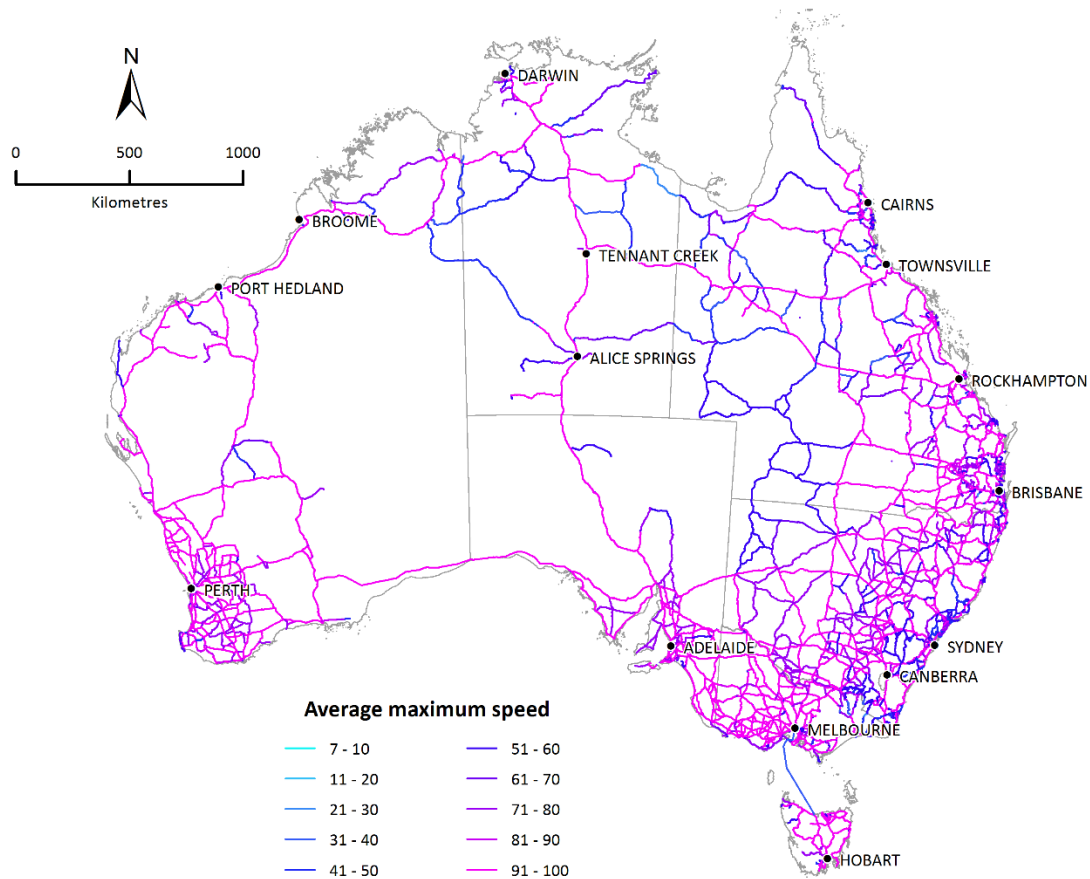 N
DARWIN
0 500 1000
Kilometres
CAIRNS
BROOME
TENNANT CREEK
TOWNSVILLE
PORT HEDLAND
ALICE SPRINGS
ROCKHAMPTON
BRISBANE
PERTH
ADELAIDE
SYDNEY
CANBERRA
Average maximum speed
MELBOURNE
7 - 10 51 - 60
11 - 20 61 - 70
21 - 30 71 - 80
31 - 40 81 - 90
41 - 50 91 - 100
HOBART